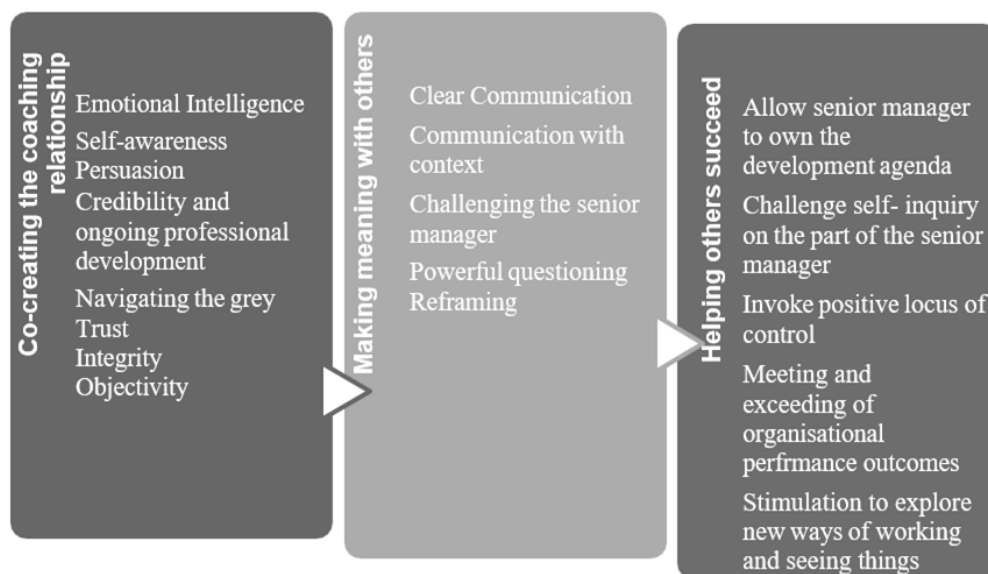 Co-creating the coaching
relationship
Emotional Intelligence
Self-awareness
Persuasion
Credibility and
ongoing professional
development
Navigating the grey
Trust
Integrity
Objectivity
Making meaning with others
Clear Communication
Communication with
context
Challenging the senior
manager
Powerful questioning
Reframing
Helping others succeed
Allow senior manager
to own the
development agenda
Challenge self- inquiry
on the part of the senior
manager
Invoke positive locus of
control
Meeting and
exceeding of
organisational
perfrmance outcomes
Stimulation to explore
new ways of working
and seeing things